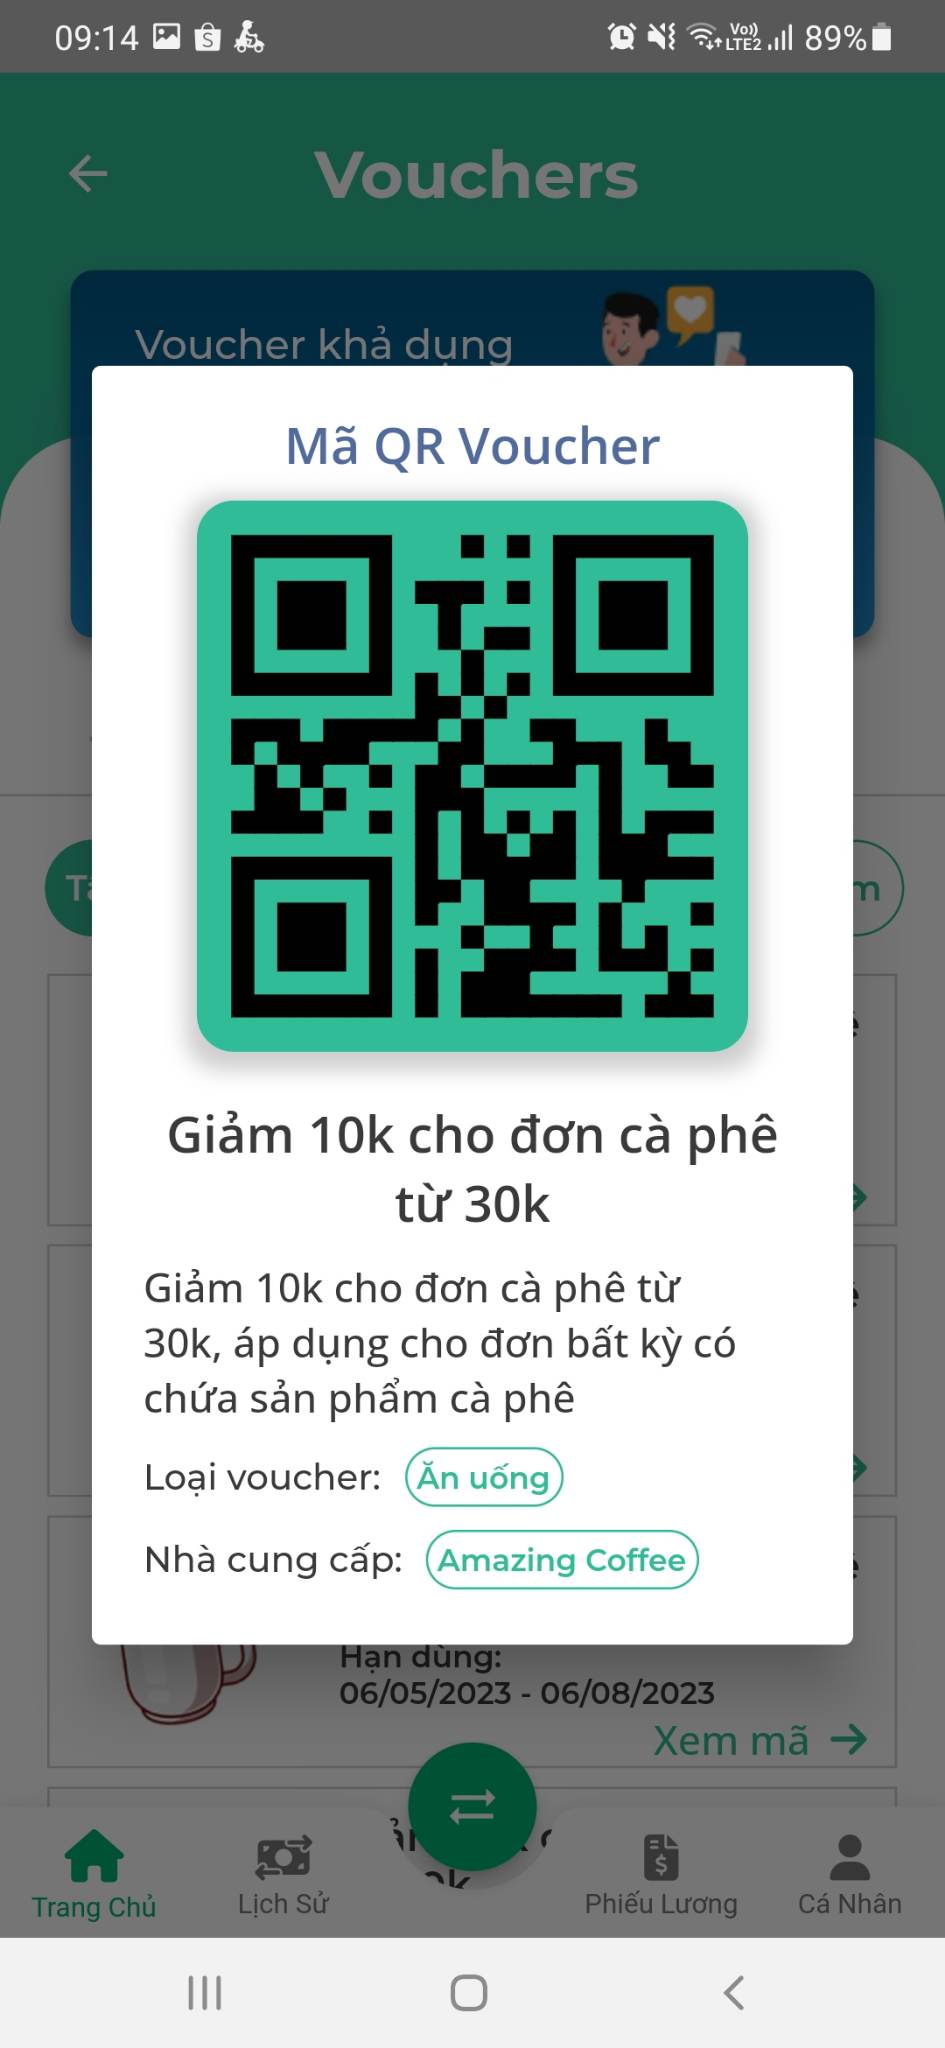 09:14
Vo))
LTE2
89%
Vouchers
Voucher khả dụng
Mã QR Voucher
Giảm 10k cho đơn cà phê
từ 30k
Giảm 10k cho đơn cà phê từ
30k, áp dụng cho đơn bất kỳ có
chứa sản phẩm cà phê
Loại voucher: Ăn uống
Nhà cung cấp: Amazing Coffee
Hạn dùng:
06/05/2023 - 06/08/2023
Xem mã
Trang Chủ
Lịch Sử
Phiếu Lương
Cá Nhân